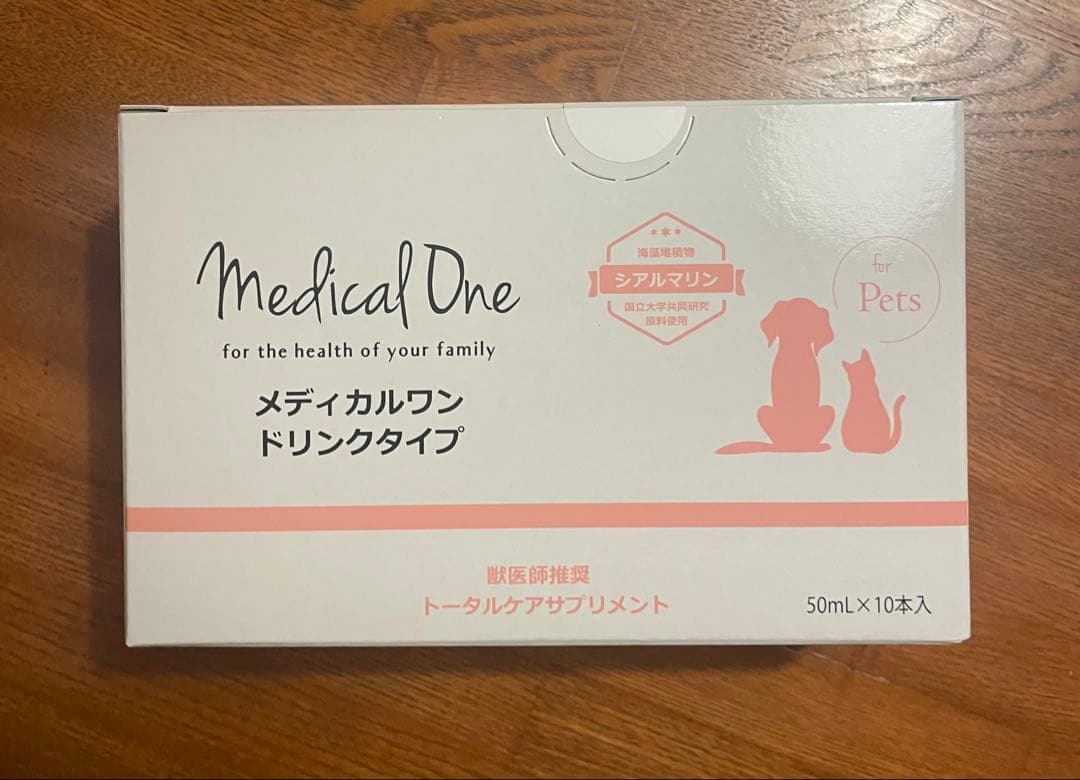 Medical One
for the health of your family
メディカルワン
ドリンクタイプ
海藻堆積物
シアルマリン
国立大学共同研究
原料使用
for
Pets
獣医師推奨
トータルケアサプリメント
50mL×10本入